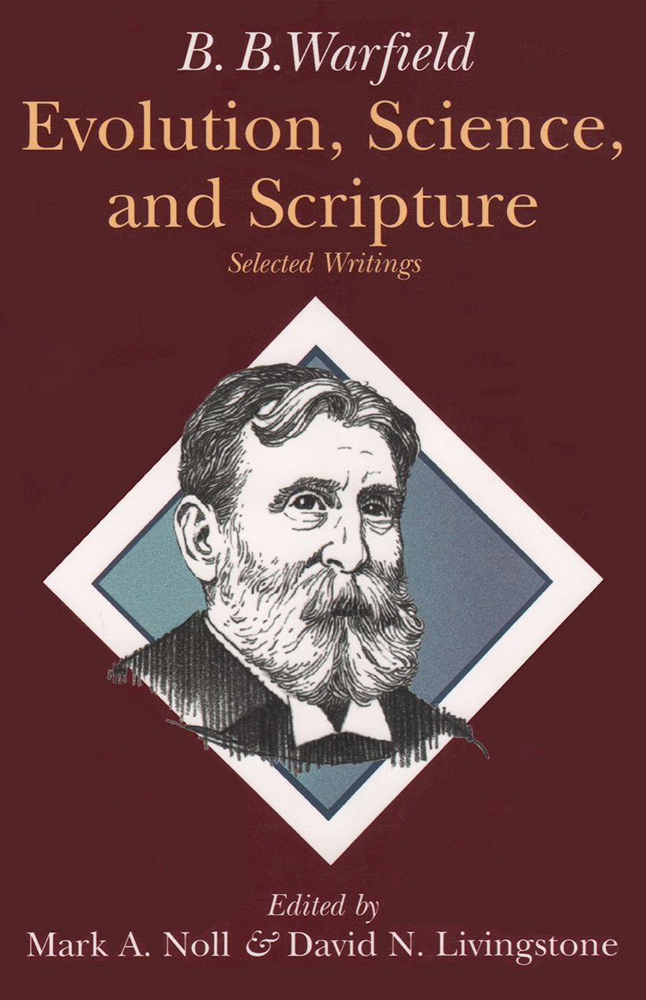 B. B. Warfield
Evolution, Science,
and Scripture
Selected Writings
Edited by
Mark A. Noll & David N. Livingstone